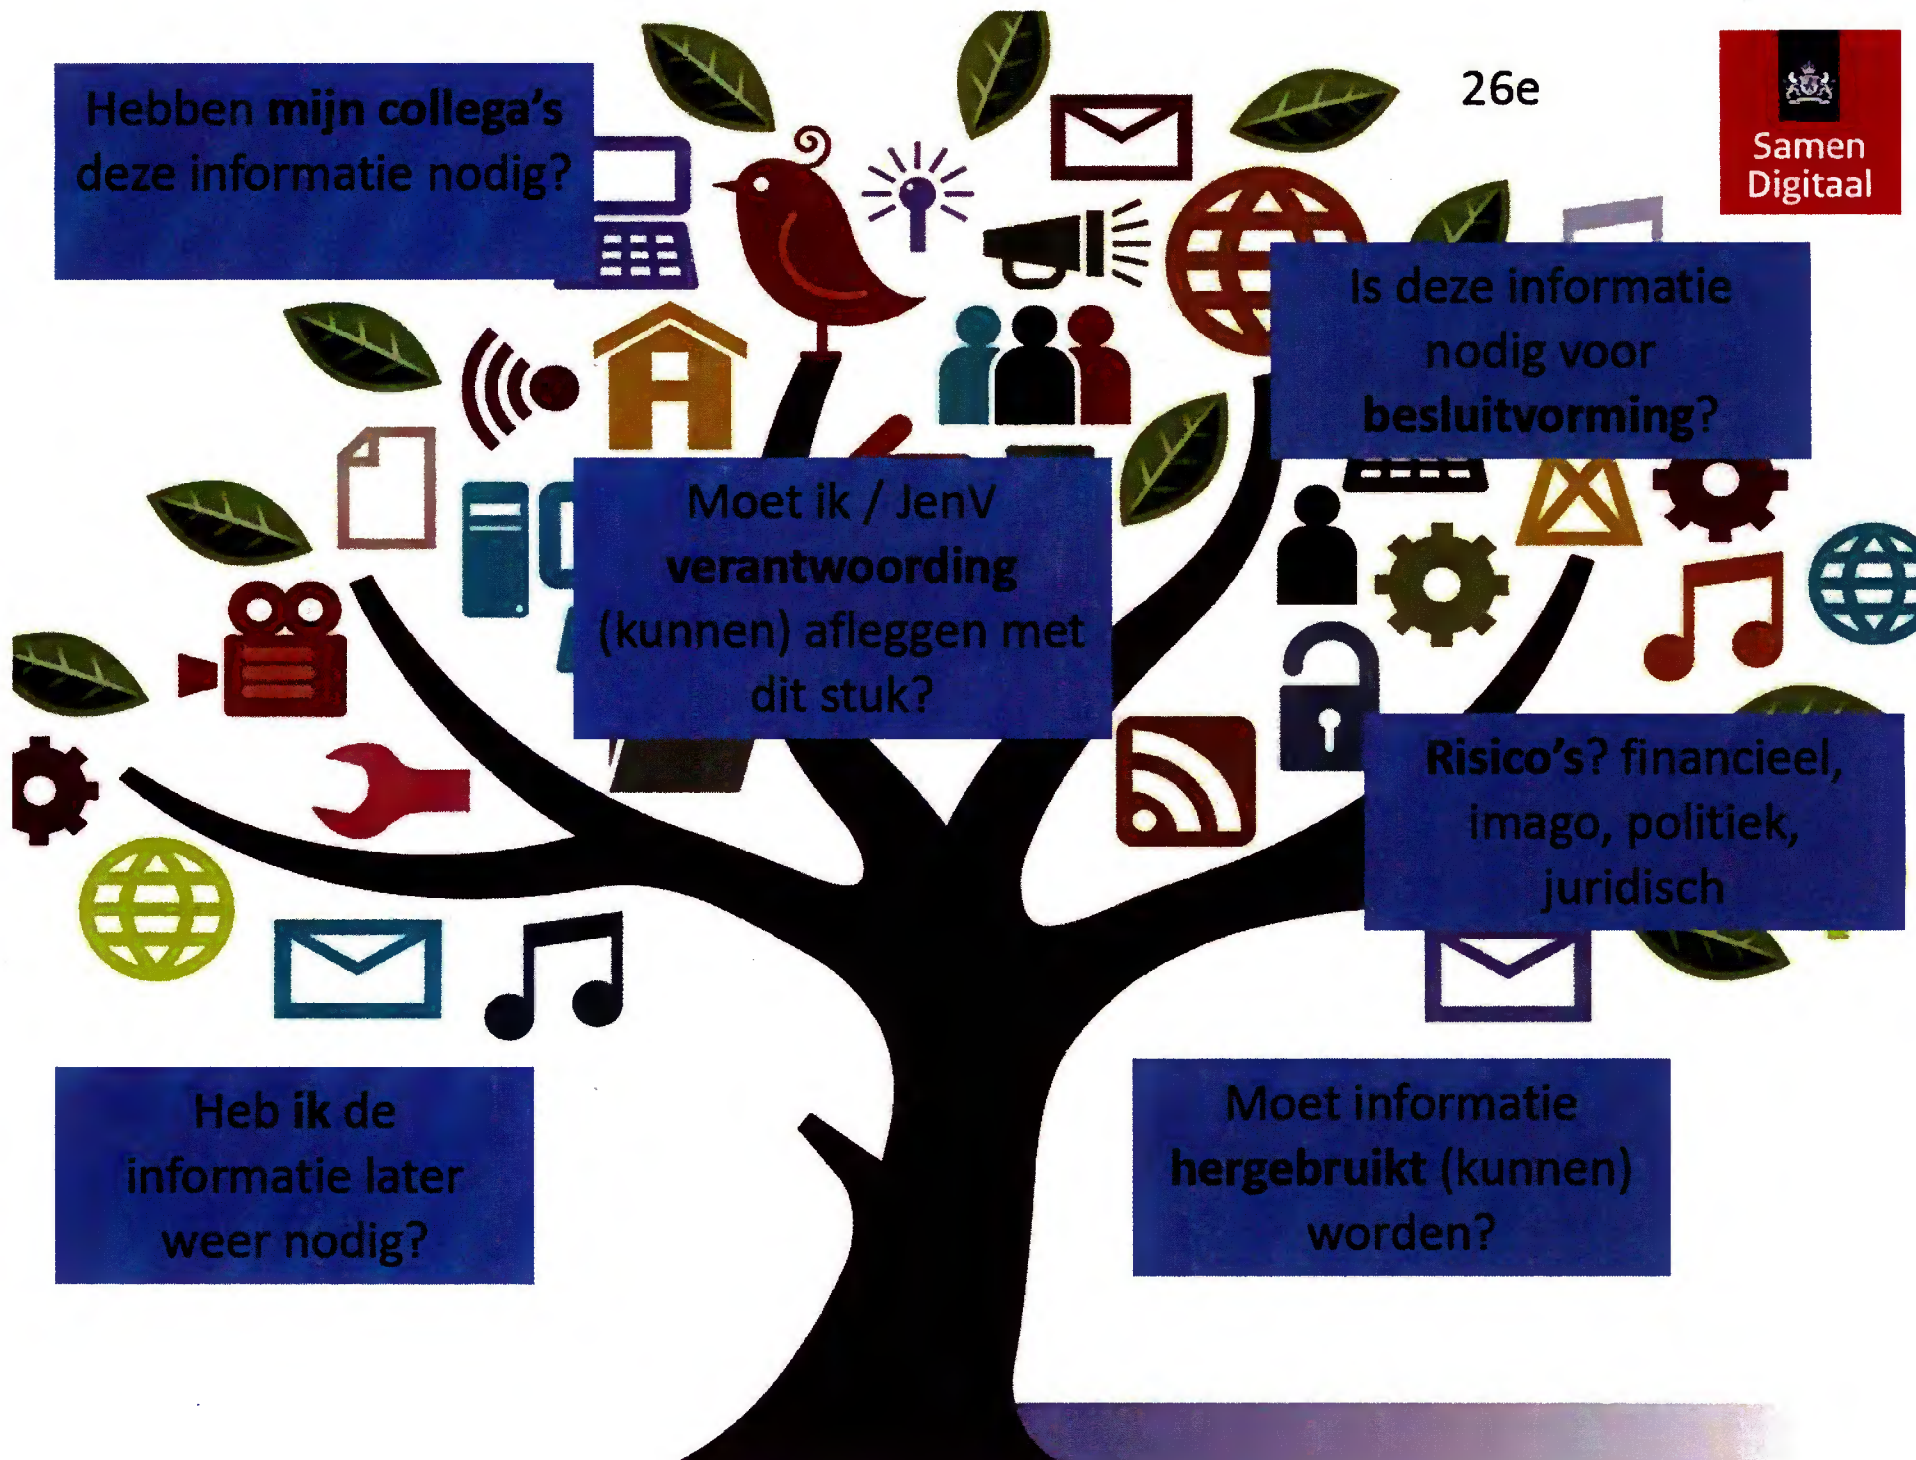 26e
Samen
Digitaal
Hebben mijn collega's
deze informatie nodig?
Is deze informatie
nodig voor
besluitvorming?
Moet ik / JenV
verantwoording
(kunnen) afleggen met
dit stuk?
Risico's? financieel,
imago, politiek,
juridisch
Heb ik de
informatie later
weer nodig?
Moet informatie
hergebruikt (kunnen)
worden?